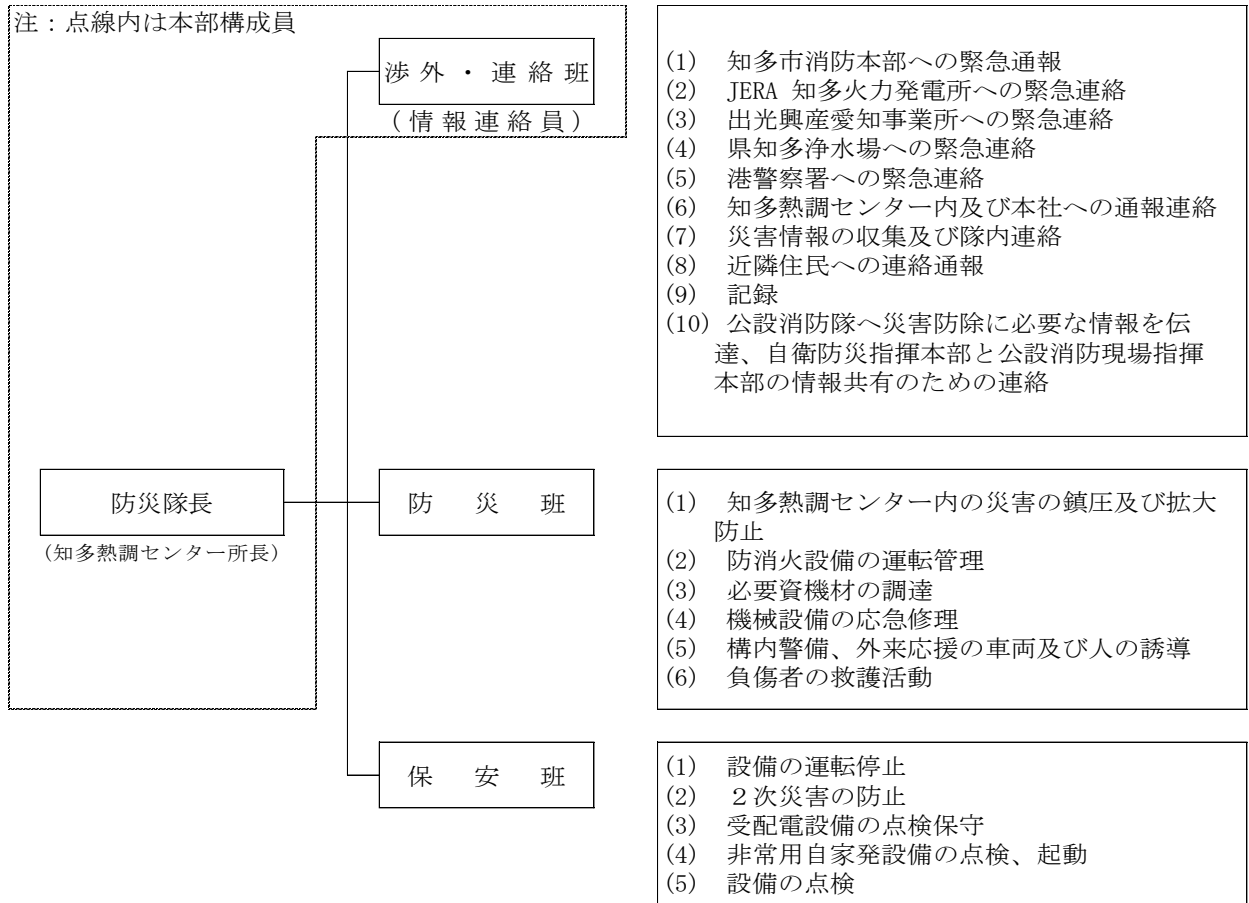 注：点線内は本部構成員
渉外・連絡班
(情報連絡員)
(1) 知多市消防本部への緊急通報
(2) JERA 知多火力発電所への緊急連絡
(3) 出光興産愛知事業所への緊急連絡
(4) 県知多浄水場への緊急連絡
(5) 港警察署への緊急連絡
(6) 知多熱調センター内及び本社への通報連絡
(7) 災害情報の収集及び隊内連絡
(8) 近隣住民への連絡通報
(9) 記録
(10) 公設消防隊へ災害防除に必要な情報を伝
達、自衛防災指揮本部と公設消防現場指揮
本部の情報共有のための連絡
防災隊長
(知多熱調センター所長)
防災班
(1) 知多熱調センター内の災害の鎮圧及び拡大
防止
(2) 防消火設備の運転管理
(3) 必要資機材の調達
(4) 機械設備の応急修理
(5) 構内警備、外来応援の車両及び人の誘導
(6) 負傷者の救護活動
保安班
(1) 設備の運転停止
(2) ２次災害の防止
(3) 受配電設備の点検保守
(4) 非常用自家発設備の点検、起動
(5) 設備の点検